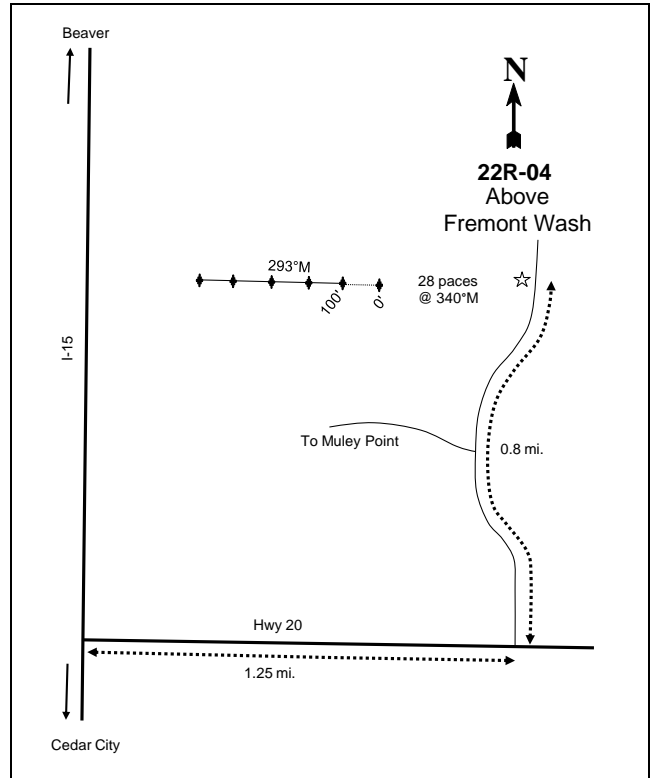 Beaver
N
22R-04
Above
Fremont Wash
293°M
100'
0'
28 paces
@ 340°M
I-15
To Muley Point
0.8 mi.
Hwy 20
1.25 mi.
Cedar City